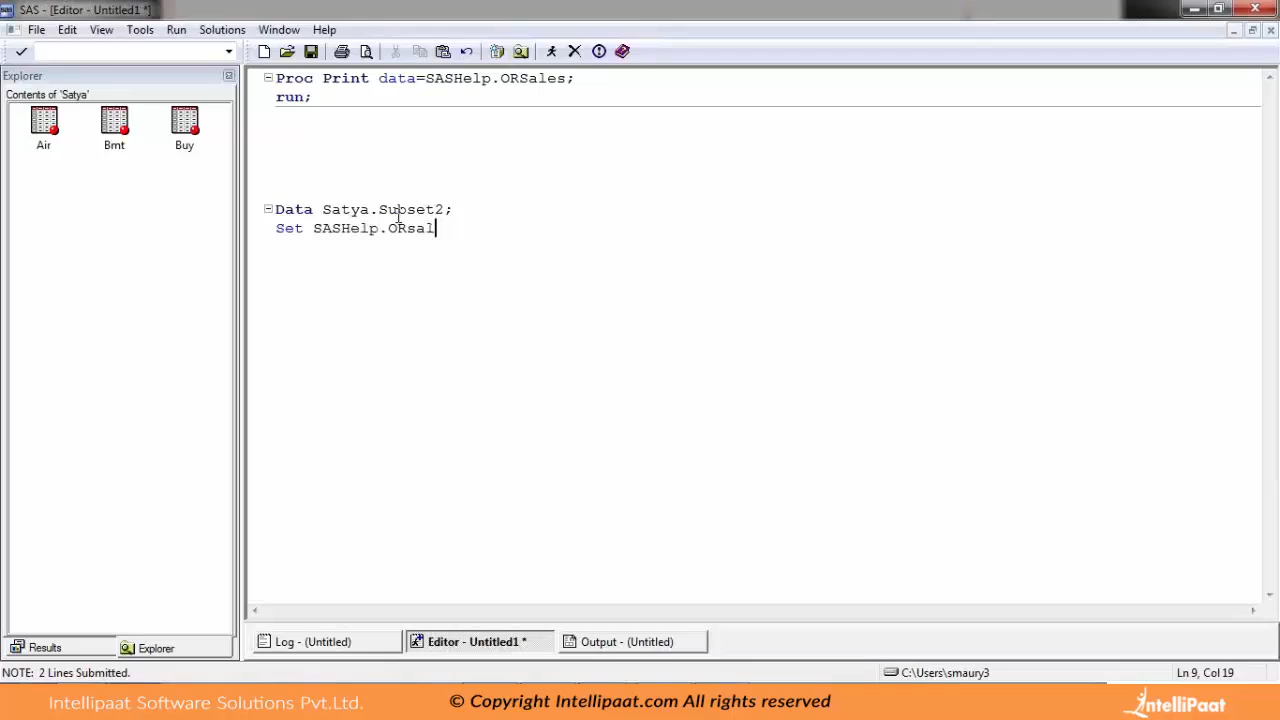 SAS - [Editor - Untitled1 *]
File Edit View Tools Run Solutions Window Help
Explorer
Contents of 'Satya'
Air Bmt Buy
Proc Print data=SASHelp.ORSales;
run;
Data Satya.Subset2;
Set SASHelp.ORsal
Results Explorer
Log - (Untitled) Editor - Untitled1 * Output - (Untitled)
NOTE: 2 Lines Submitted. C:\Users\smaury3 Ln 9, Col 19
Intellipaat Software Solutions Pvt.Ltd. © Copyright Intellipaat.com All rights reserved IntelliPaat